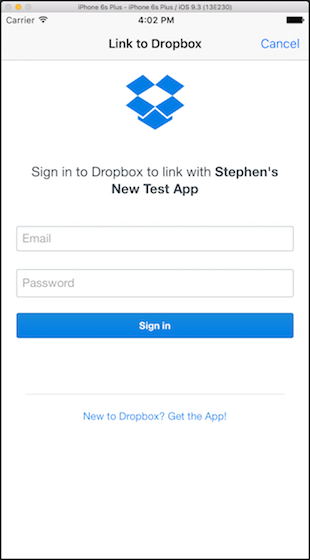 iPhone 6s Plus - iPhone 6s Plus / iOS 9.3 (13E230)
Carrier 4:02 PM
Link to Dropbox Cancel
Sign in to Dropbox to link with Stephen's
New Test App
Email
Password
Sign in
New to Dropbox? Get the App!